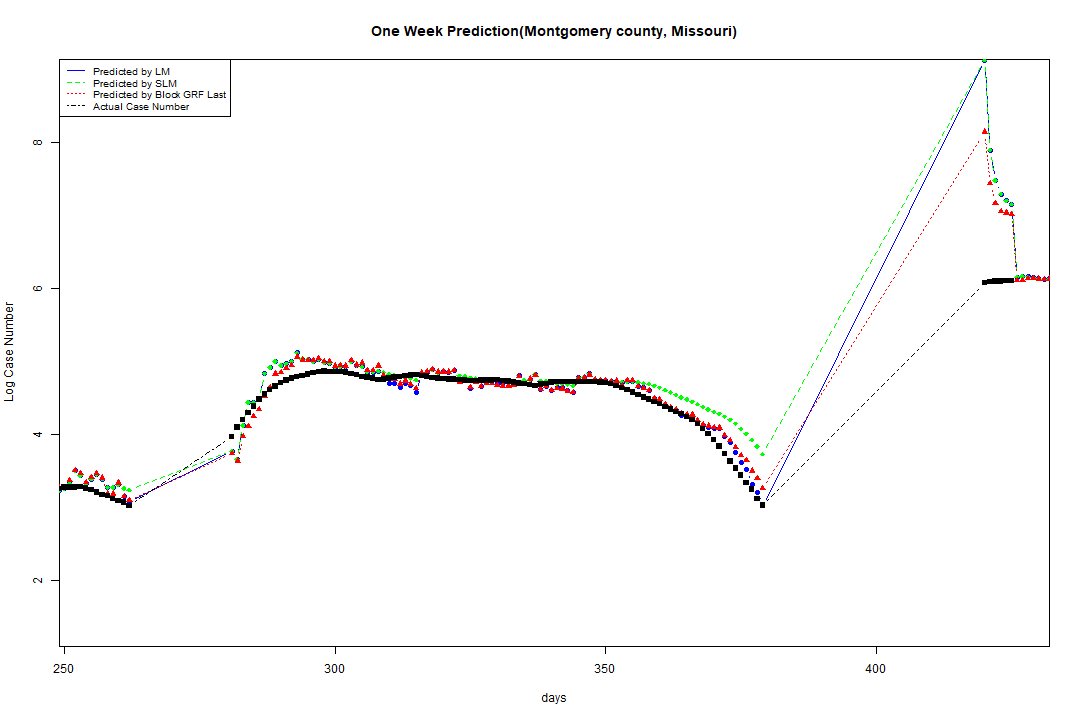 One Week Prediction(Montgomery county, Missouri)
Predicted by LM
Predicted by SLM
Predicted by Block GRF Last
Actual Case Number
Log Case Number
8
6
4
2
250 300 350 400
days